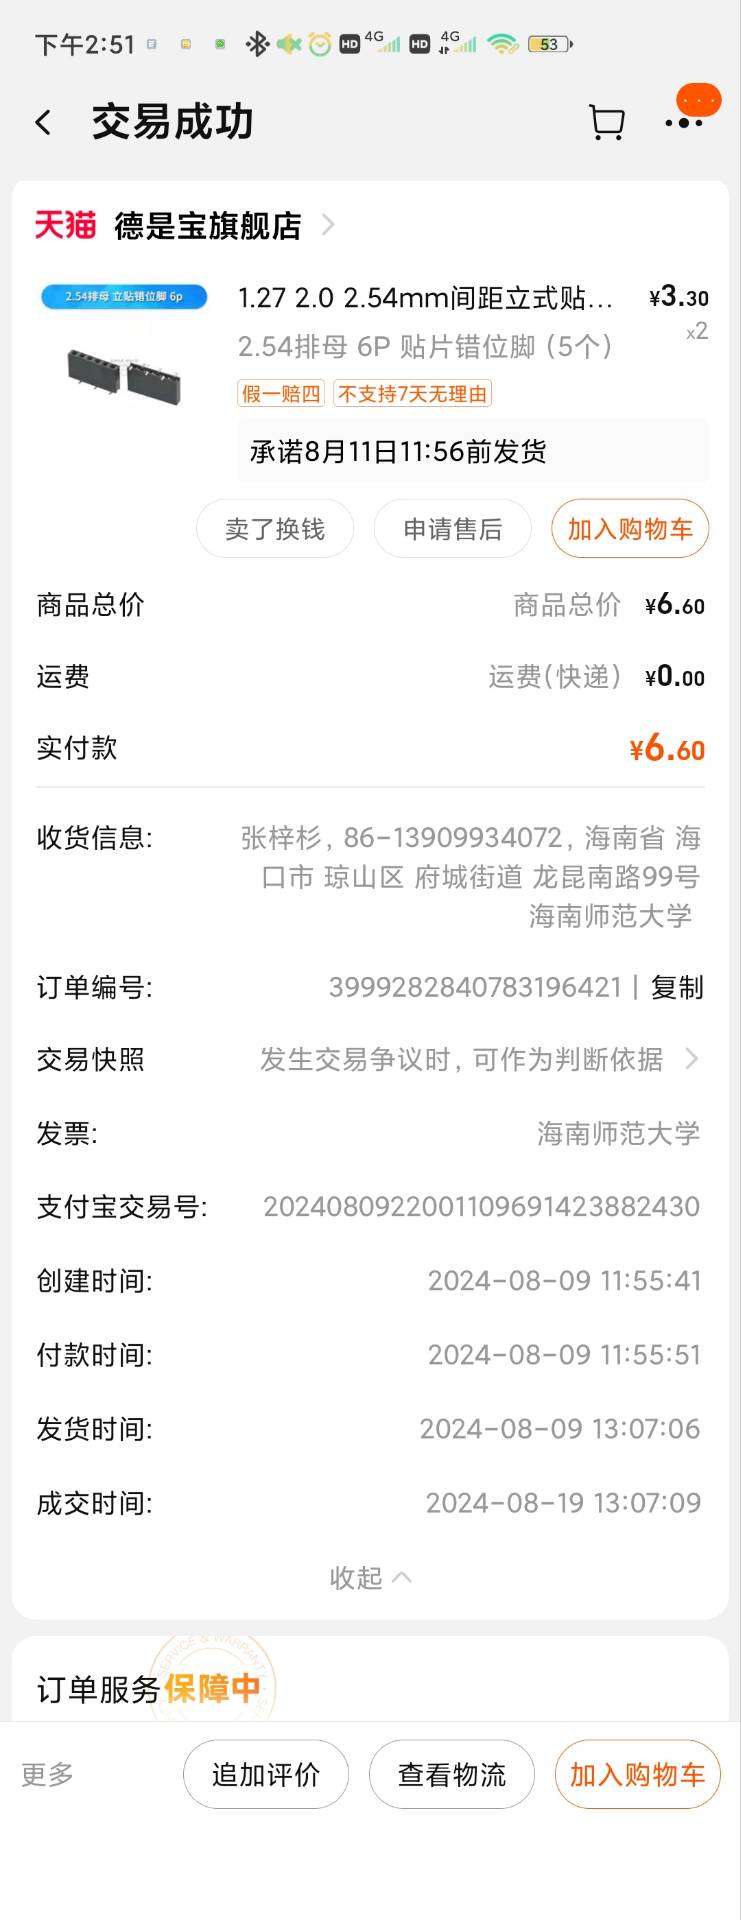 下午2:51 HD 4G HD 4G 53
交易成功
天猫 德是宝旗舰店
2.54排母 立贴错位脚 6p
1.27 2.0 2.54mm间距立式贴... ¥3.30
2.54排母 6P 贴片错位脚（5个） x2
假一赔四 不支持7天无理由
承诺8月11日11:56前发货
卖了换钱 申请售后 加入购物车
商品总价 商品总价 ¥6.60
运费 运费(快递) ¥0.00
实付款 ¥6.60
收货信息: 张梓杉, 86-13909934072, 海南省 海
口市 琼山区 府城街道 龙昆南路99号
海南师范大学
订单编号: 3999282840783196421 | 复制
交易快照 发生交易争议时, 可作为判断依据
发票: 海南师范大学
支付宝交易号: 2024080922001109691423882430
创建时间: 2024-08-09 11:55:41
付款时间: 2024-08-09 11:55:51
发货时间: 2024-08-09 13:07:06
成交时间: 2024-08-19 13:07:09
收起
SERVICE & WARRANTY
订单服务保障中
更多 追加评价 查看物流 加入购物车